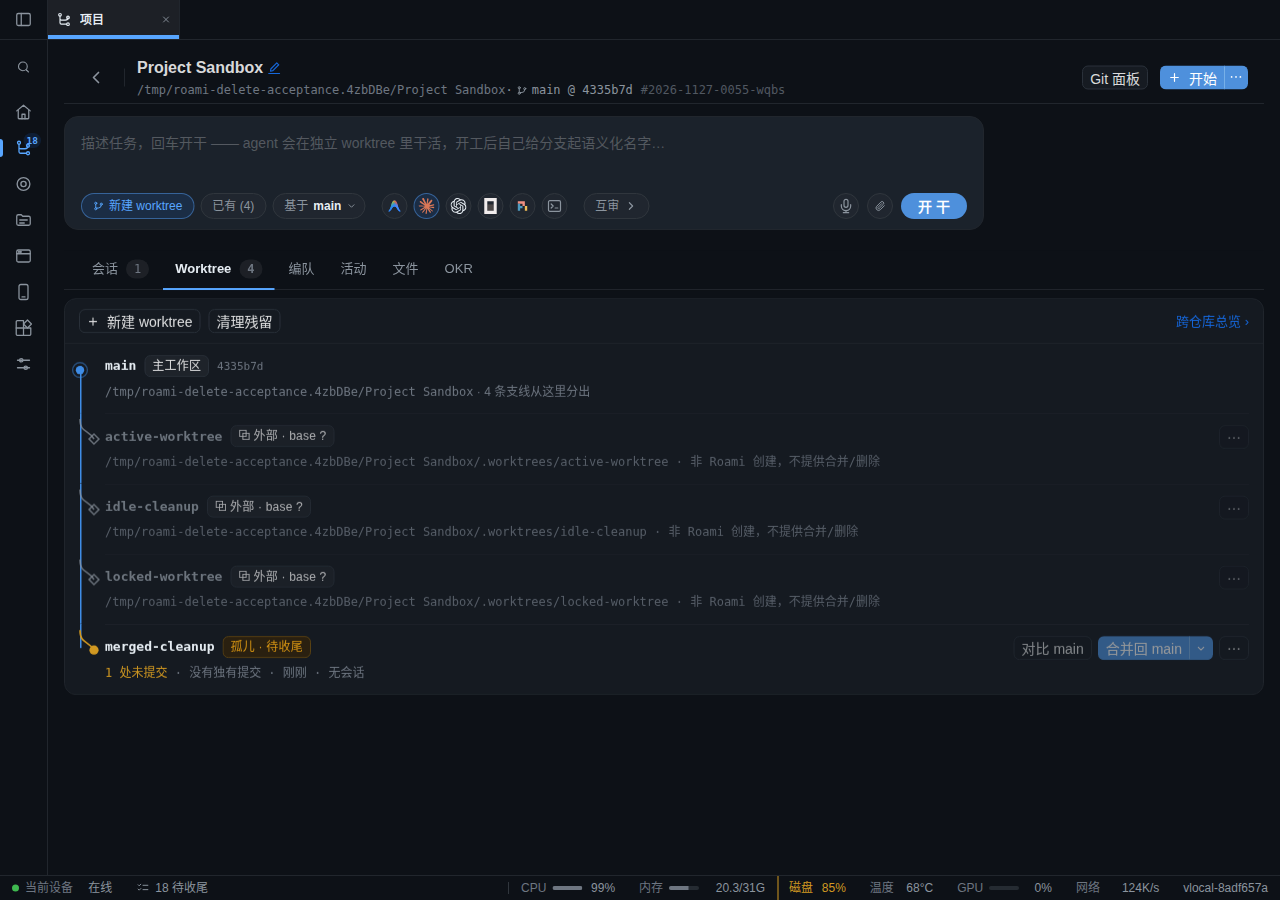 项目 ×
Project Sandbox
/tmp/roami-delete-acceptance.4zbDBe/Project Sandbox· main @ 4335b7d #2026-1127-0055-wqbs
Git 面板
+ 开始 ···
18
描述任务，回车开干 —— agent 会在独立 worktree 里干活，开工后自己给分支起语义化名字…
新建 worktree 已有 (4) 基于 main 互审 开 干
会话 1 Worktree 4 编队 活动 文件 OKR
+ 新建 worktree 清理残留 跨仓库总览 ›
main 主工作区 4335b7d
/tmp/roami-delete-acceptance.4zbDBe/Project Sandbox · 4 条支线从这里分出
active-worktree 外部 · base ? ···
/tmp/roami-delete-acceptance.4zbDBe/Project Sandbox/.worktrees/active-worktree · 非 Roami 创建，不提供合并/删除
idle-cleanup 外部 · base ? ···
/tmp/roami-delete-acceptance.4zbDBe/Project Sandbox/.worktrees/idle-cleanup · 非 Roami 创建，不提供合并/删除
locked-worktree 外部 · base ? ···
/tmp/roami-delete-acceptance.4zbDBe/Project Sandbox/.worktrees/locked-worktree · 非 Roami 创建，不提供合并/删除
merged-cleanup 孤儿 · 待收尾 对比 main 合并回 main ···
1 处未提交 · 没有独有提交 · 刚刚 · 无会话
当前设备 在线 18 待收尾 CPU 99% 内存 20.3/31G 磁盘 85% 温度 68°C GPU 0% 网络 124K/s vlocal-8adf657a